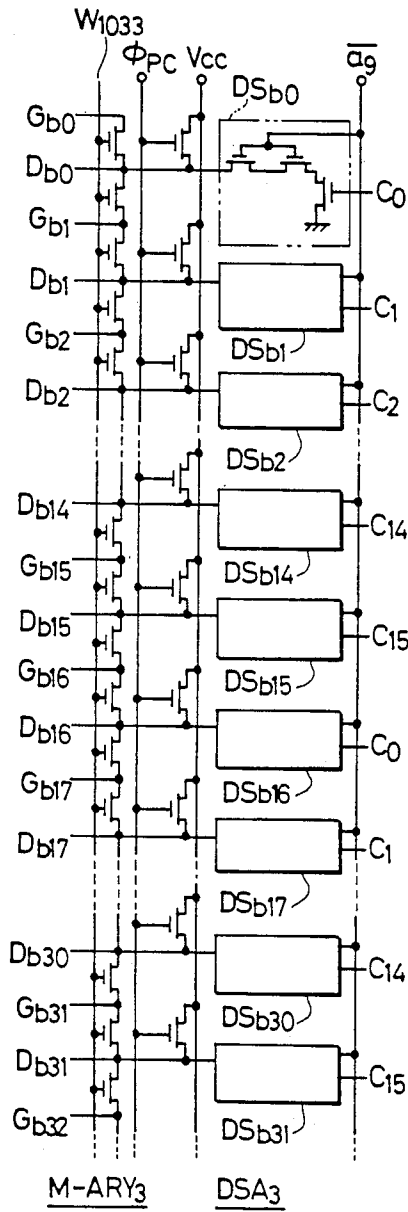 W1033
ΦPC VCC a̅9̅
Gb0 DSb0
Db0 C0
Gb1
Db1 C1
DSb1
Gb2
Db2 C2
DSb2
Db14 C14
DSb14
Gb15
Db15 C15
DSb15
Gb16
Db16 C0
DSb16
Gb17
Db17 C1
DSb17
Db30 C14
DSb30
Gb31
Db31 C15
DSb31
Gb32
M-ARY3 DSA3